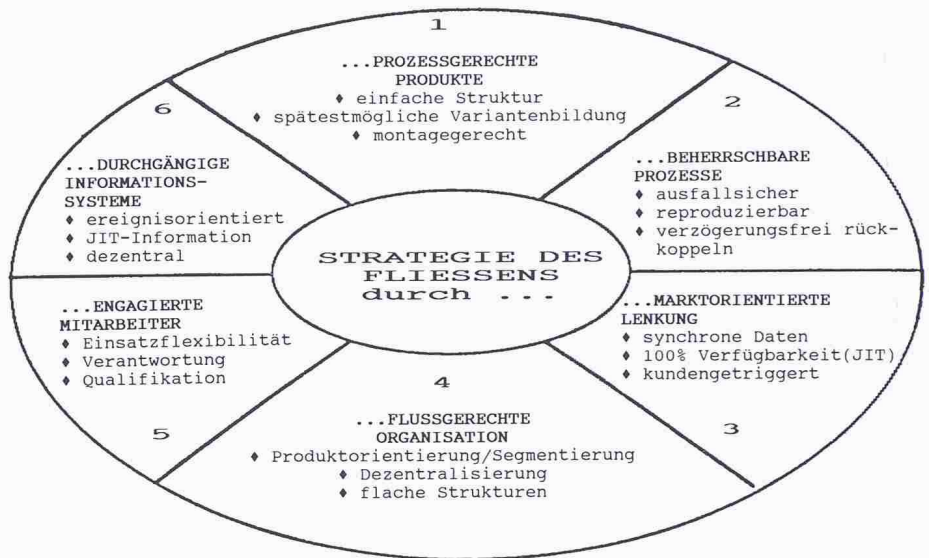 1
...PROZESSGERECHTE
PRODUKTE
♦ einfache Struktur
♦ spätestmögliche Variantenbildung
♦ montagegerecht
2
...BEHERRSCHBARE
PROZESSE
♦ ausfallsicher
♦ reproduzierbar
♦ verzögerungsfrei rück-
koppeln
...MARKTORIENTIERTE
LENKUNG
♦ synchrone Daten
♦ 100% Verfügbarkeit(JIT)
♦ kundengetriggert
3
4
...FLUSSGERECHTE
ORGANISATION
♦ Produktorientierung/Segmentierung
♦ Dezentralisierung
♦ flache Strukturen
...ENGAGIERTE
MITARBEITER
♦ Einsatzflexibilität
♦ Verantwortung
♦ Qualifikation
5
6
...DURCHGÄNGIGE
INFORMATIONS-
SYSTEME
♦ ereignisorientiert
♦ JIT-Information
♦ dezentral
STRATEGIE DES
FLIESSENS
durch ...